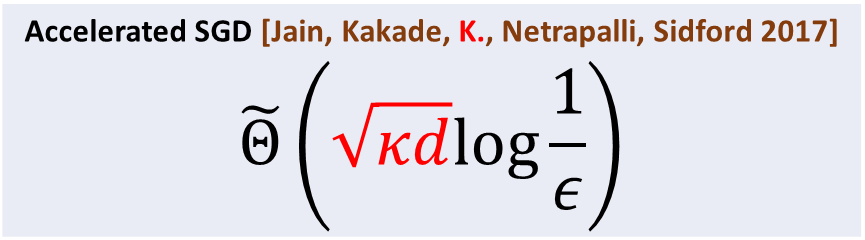 Accelerated SGD [Jain, Kakade, K., Netrapalli, Sidford 2017]
Θ̃(√κd log 1/ϵ)